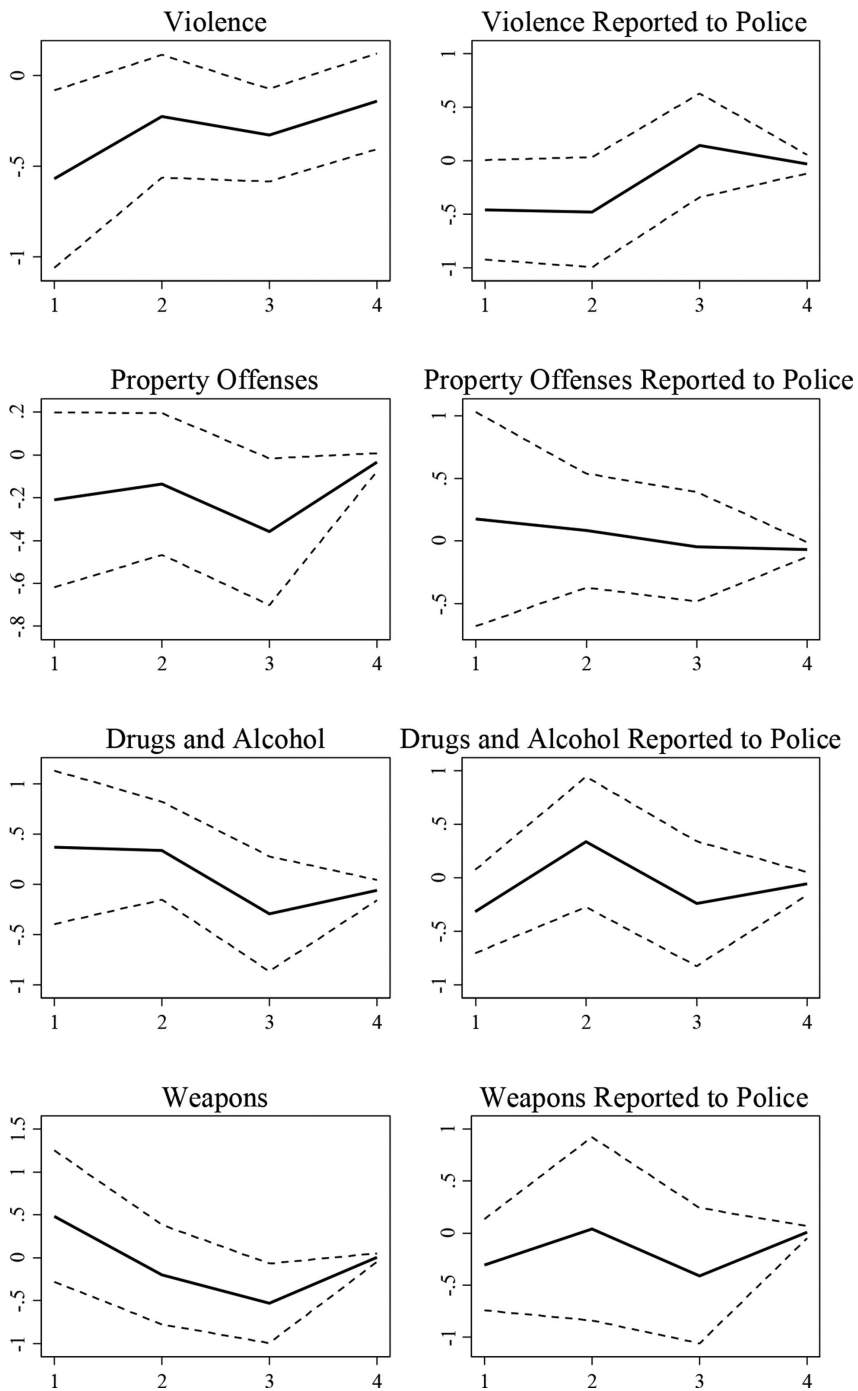 Violence
0
-.5
-1
1 2 3 4
Violence Reported to Police
1
.5
0
-.5
-1
1 2 3 4
Property Offenses
.2
0
-.2
-.4
-.6
-.8
1 2 3 4
Property Offenses Reported to Police
1
.5
0
-.5
1 2 3 4
Drugs and Alcohol
1
.5
0
-.5
-1
1 2 3 4
Drugs and Alcohol Reported to Police
1
.5
0
-.5
-1
1 2 3 4
Weapons
1.5
1
.5
0
-.5
-1
1 2 3 4
Weapons Reported to Police
1
.5
0
-.5
-1
1 2 3 4